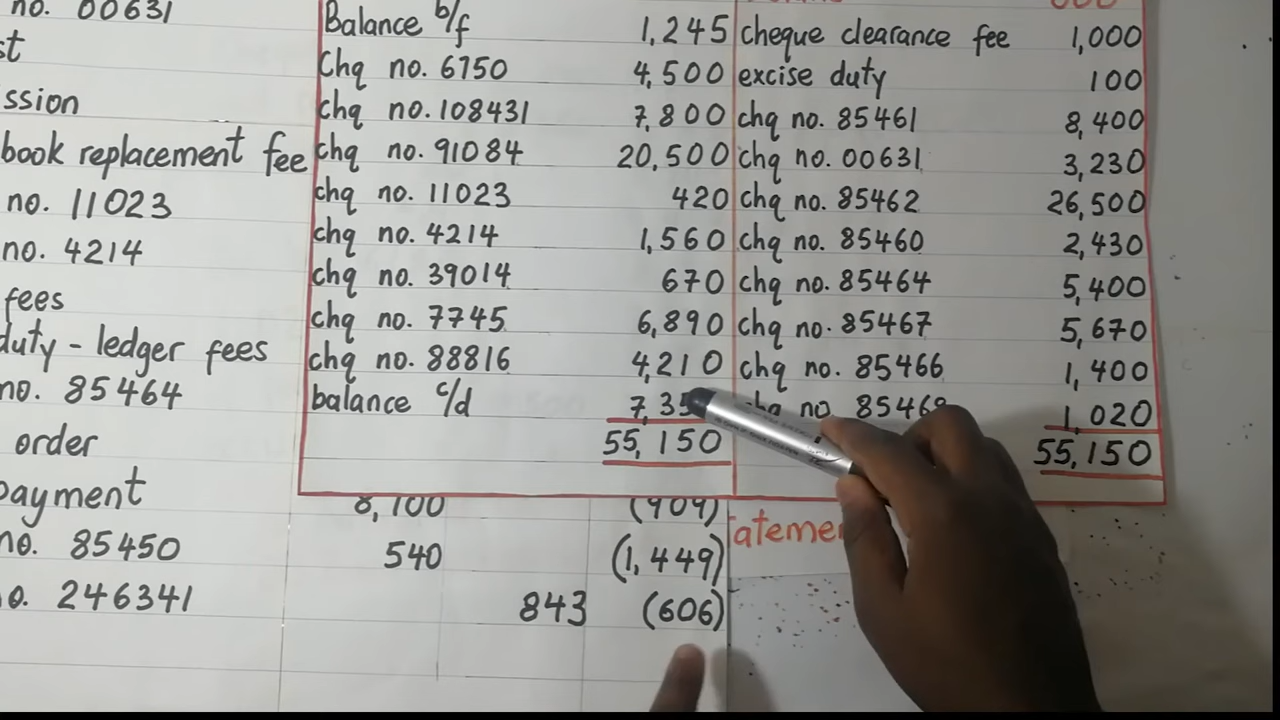 no. 00631
Balance b/f 1,245 cheque clearance fee 1,000
st
Chq no. 6750 4,500 excise duty 100
ssion
chq no. 108431 7,800 chq no. 85461 8,400
book replacement fee
chq no. 91084 20,500 chq no. 00631 3,230
no. 11023
chq no. 11023 420 chq no. 85462 26,500
no. 4214
chq no. 4214 1,560 chq no. 85460 2,430
fees
chq no. 39014 670 chq no. 85464 5,400
duty - ledger fees
chq no. 7745 6,890 chq no. 85467 5,670
no. 85464
chq no. 88816 4,210 chq no. 85466 1,400
balance c/d 7,35 no. 1,020
order
55,150 55,150
payment 8,100 (909)
no. 85450 540 (1,449)
atemen
o. 246341 843 (606)